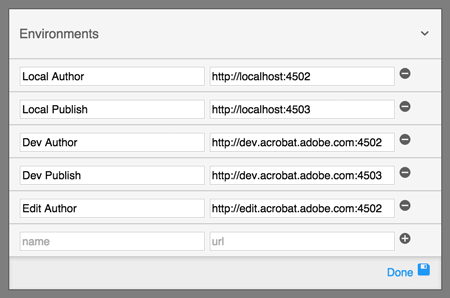 Environments
Local Author http://localhost:4502
Local Publish http://localhost:4503
Dev Author http://dev.acrobat.adobe.com:4502
Dev Publish http://dev.acrobat.adobe.com:4503
Edit Author http://edit.acrobat.adobe.com:4502
name url
Done